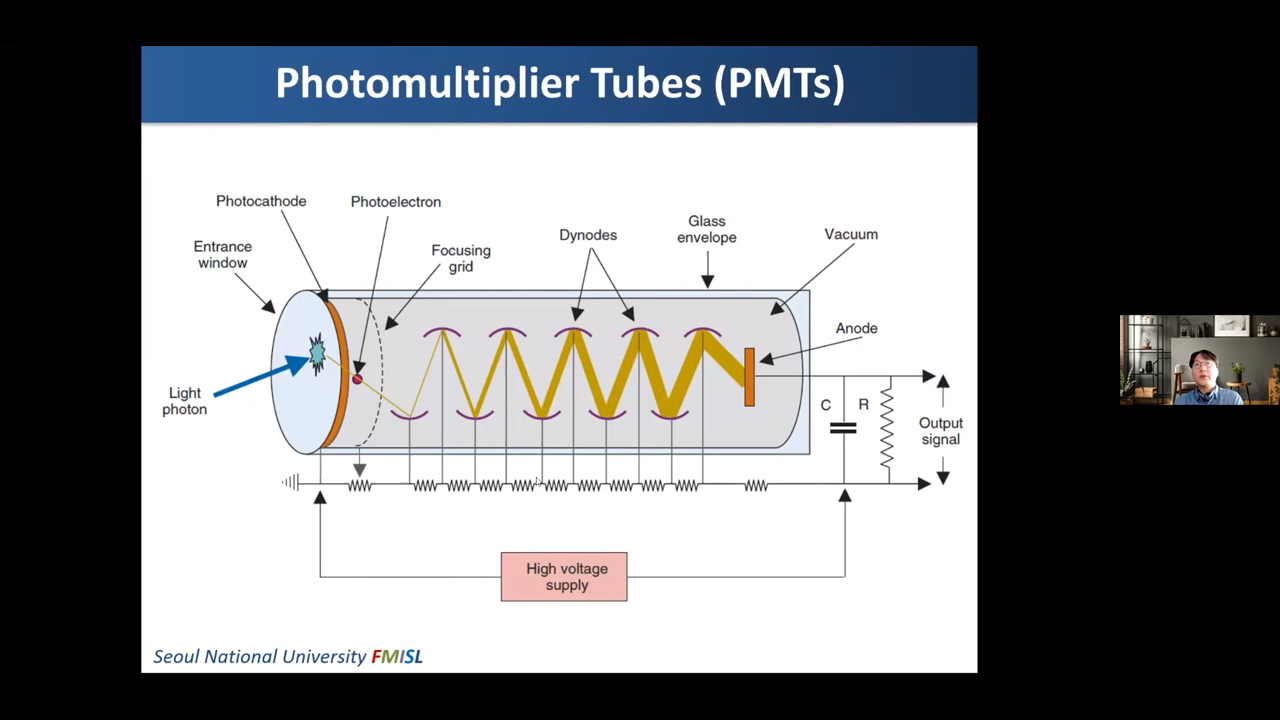 Photomultiplier Tubes (PMTs)
Photocathode
Photoelectron
Entrance
window
Focusing
grid
Dynodes
Glass
envelope
Vacuum
Anode
Light
photon
C
R
Output
signal
High voltage
supply
Seoul National University FMISL